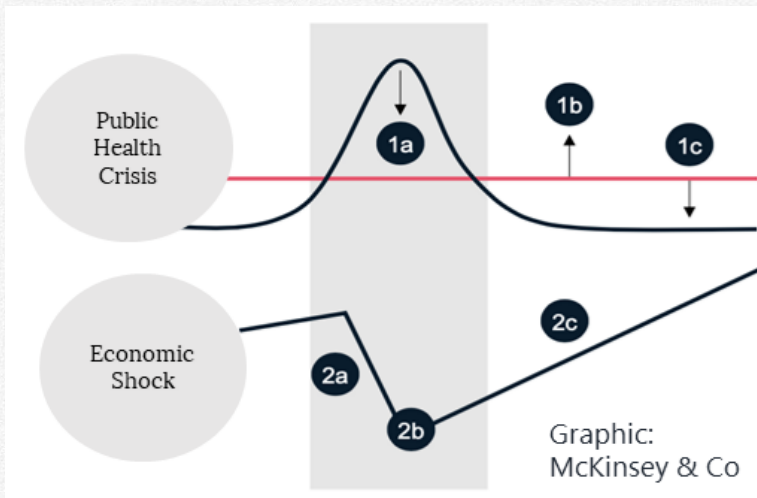 Public
Health
Crisis
1a
1b
1c
Economic
Shock
2a
2b
2c
Graphic:
McKinsey & Co